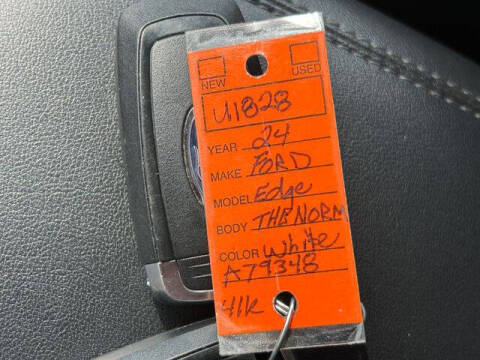 NEW USED
U1828
YEAR 24
MAKE FORD
MODEL Edge
BODY THE NORM
COLOR White
A79348
41k